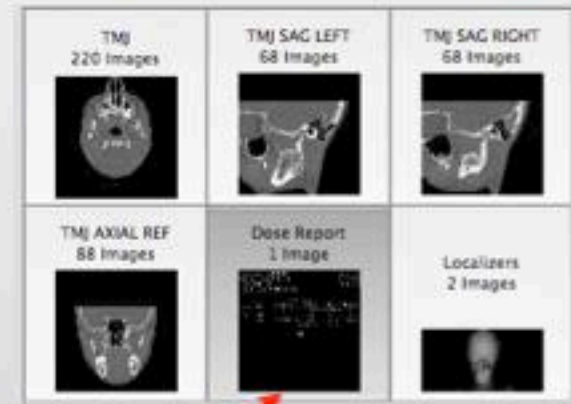 TMJ
220 Images
TMJ SAG LEFT
68 Images
TMJ SAG RIGHT
68 Images
TMJ AXIAL REF
88 Images
Dose Report
1 Image
Localizers
2 Images